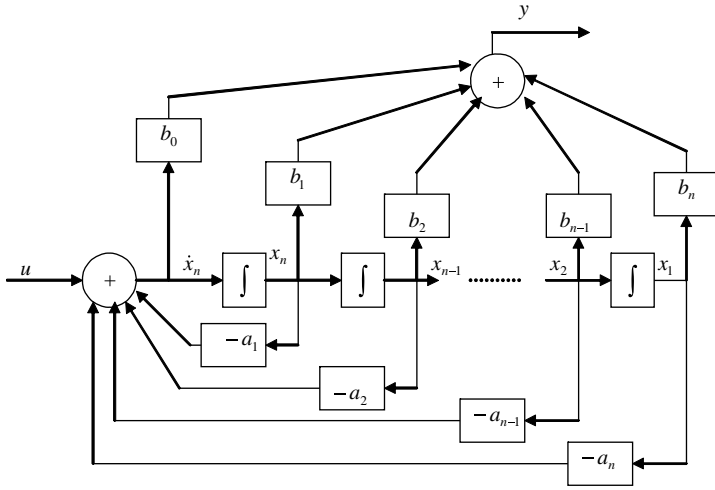 y
+
b₀
b₁
b₂
bₙ₋₁
bₙ
u
+
ẋₙ
∫
xₙ
∫
xₙ₋₁
x₂
∫
x₁
−a₁
−a₂
−aₙ₋₁
−aₙ